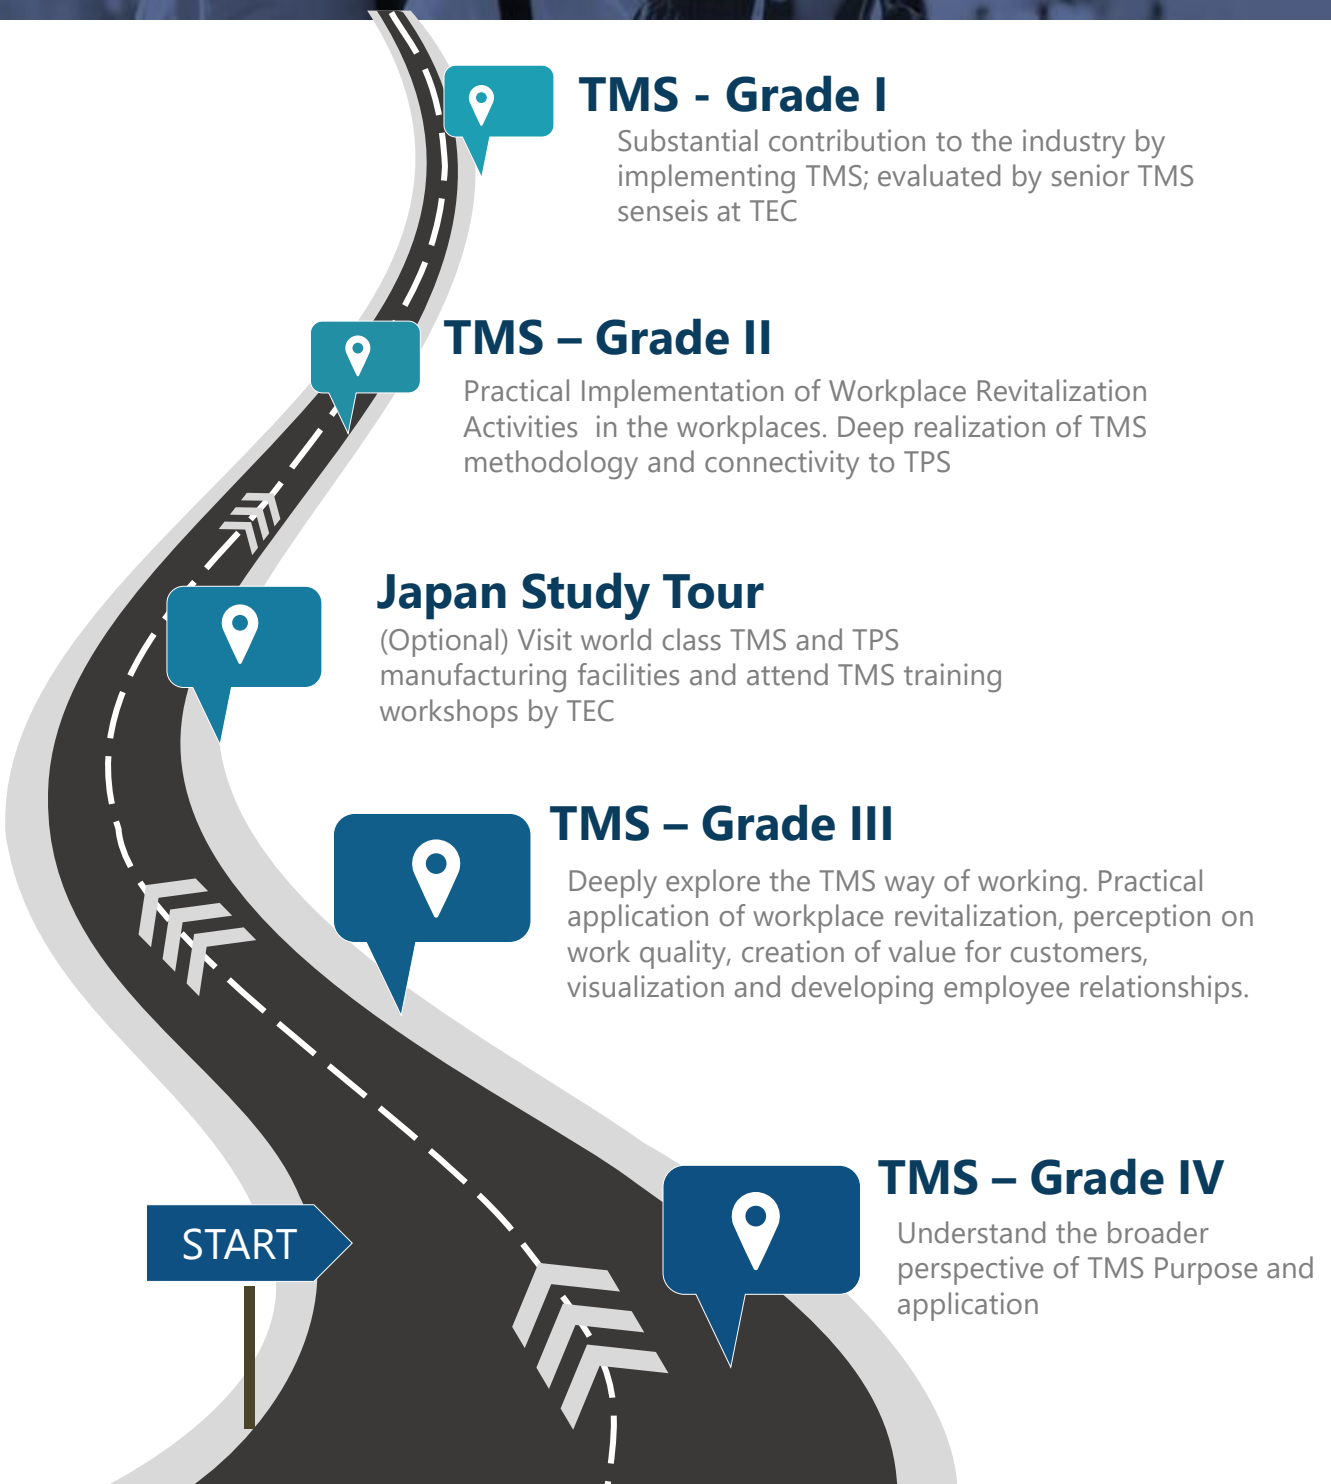 TMS - Grade I
Substantial contribution to the industry by
implementing TMS; evaluated by senior TMS
senseis at TEC
TMS – Grade II
Practical Implementation of Workplace Revitalization
Activities  in the workplaces. Deep realization of TMS
methodology and connectivity to TPS
Japan Study Tour
(Optional) Visit world class TMS and TPS
manufacturing facilities and attend TMS training
workshops by TEC
TMS – Grade III
Deeply explore the TMS way of working. Practical
application of workplace revitalization, perception on
work quality, creation of value for customers,
visualization and developing employee relationships.
TMS – Grade IV
Understand the broader
perspective of TMS Purpose and
application
START